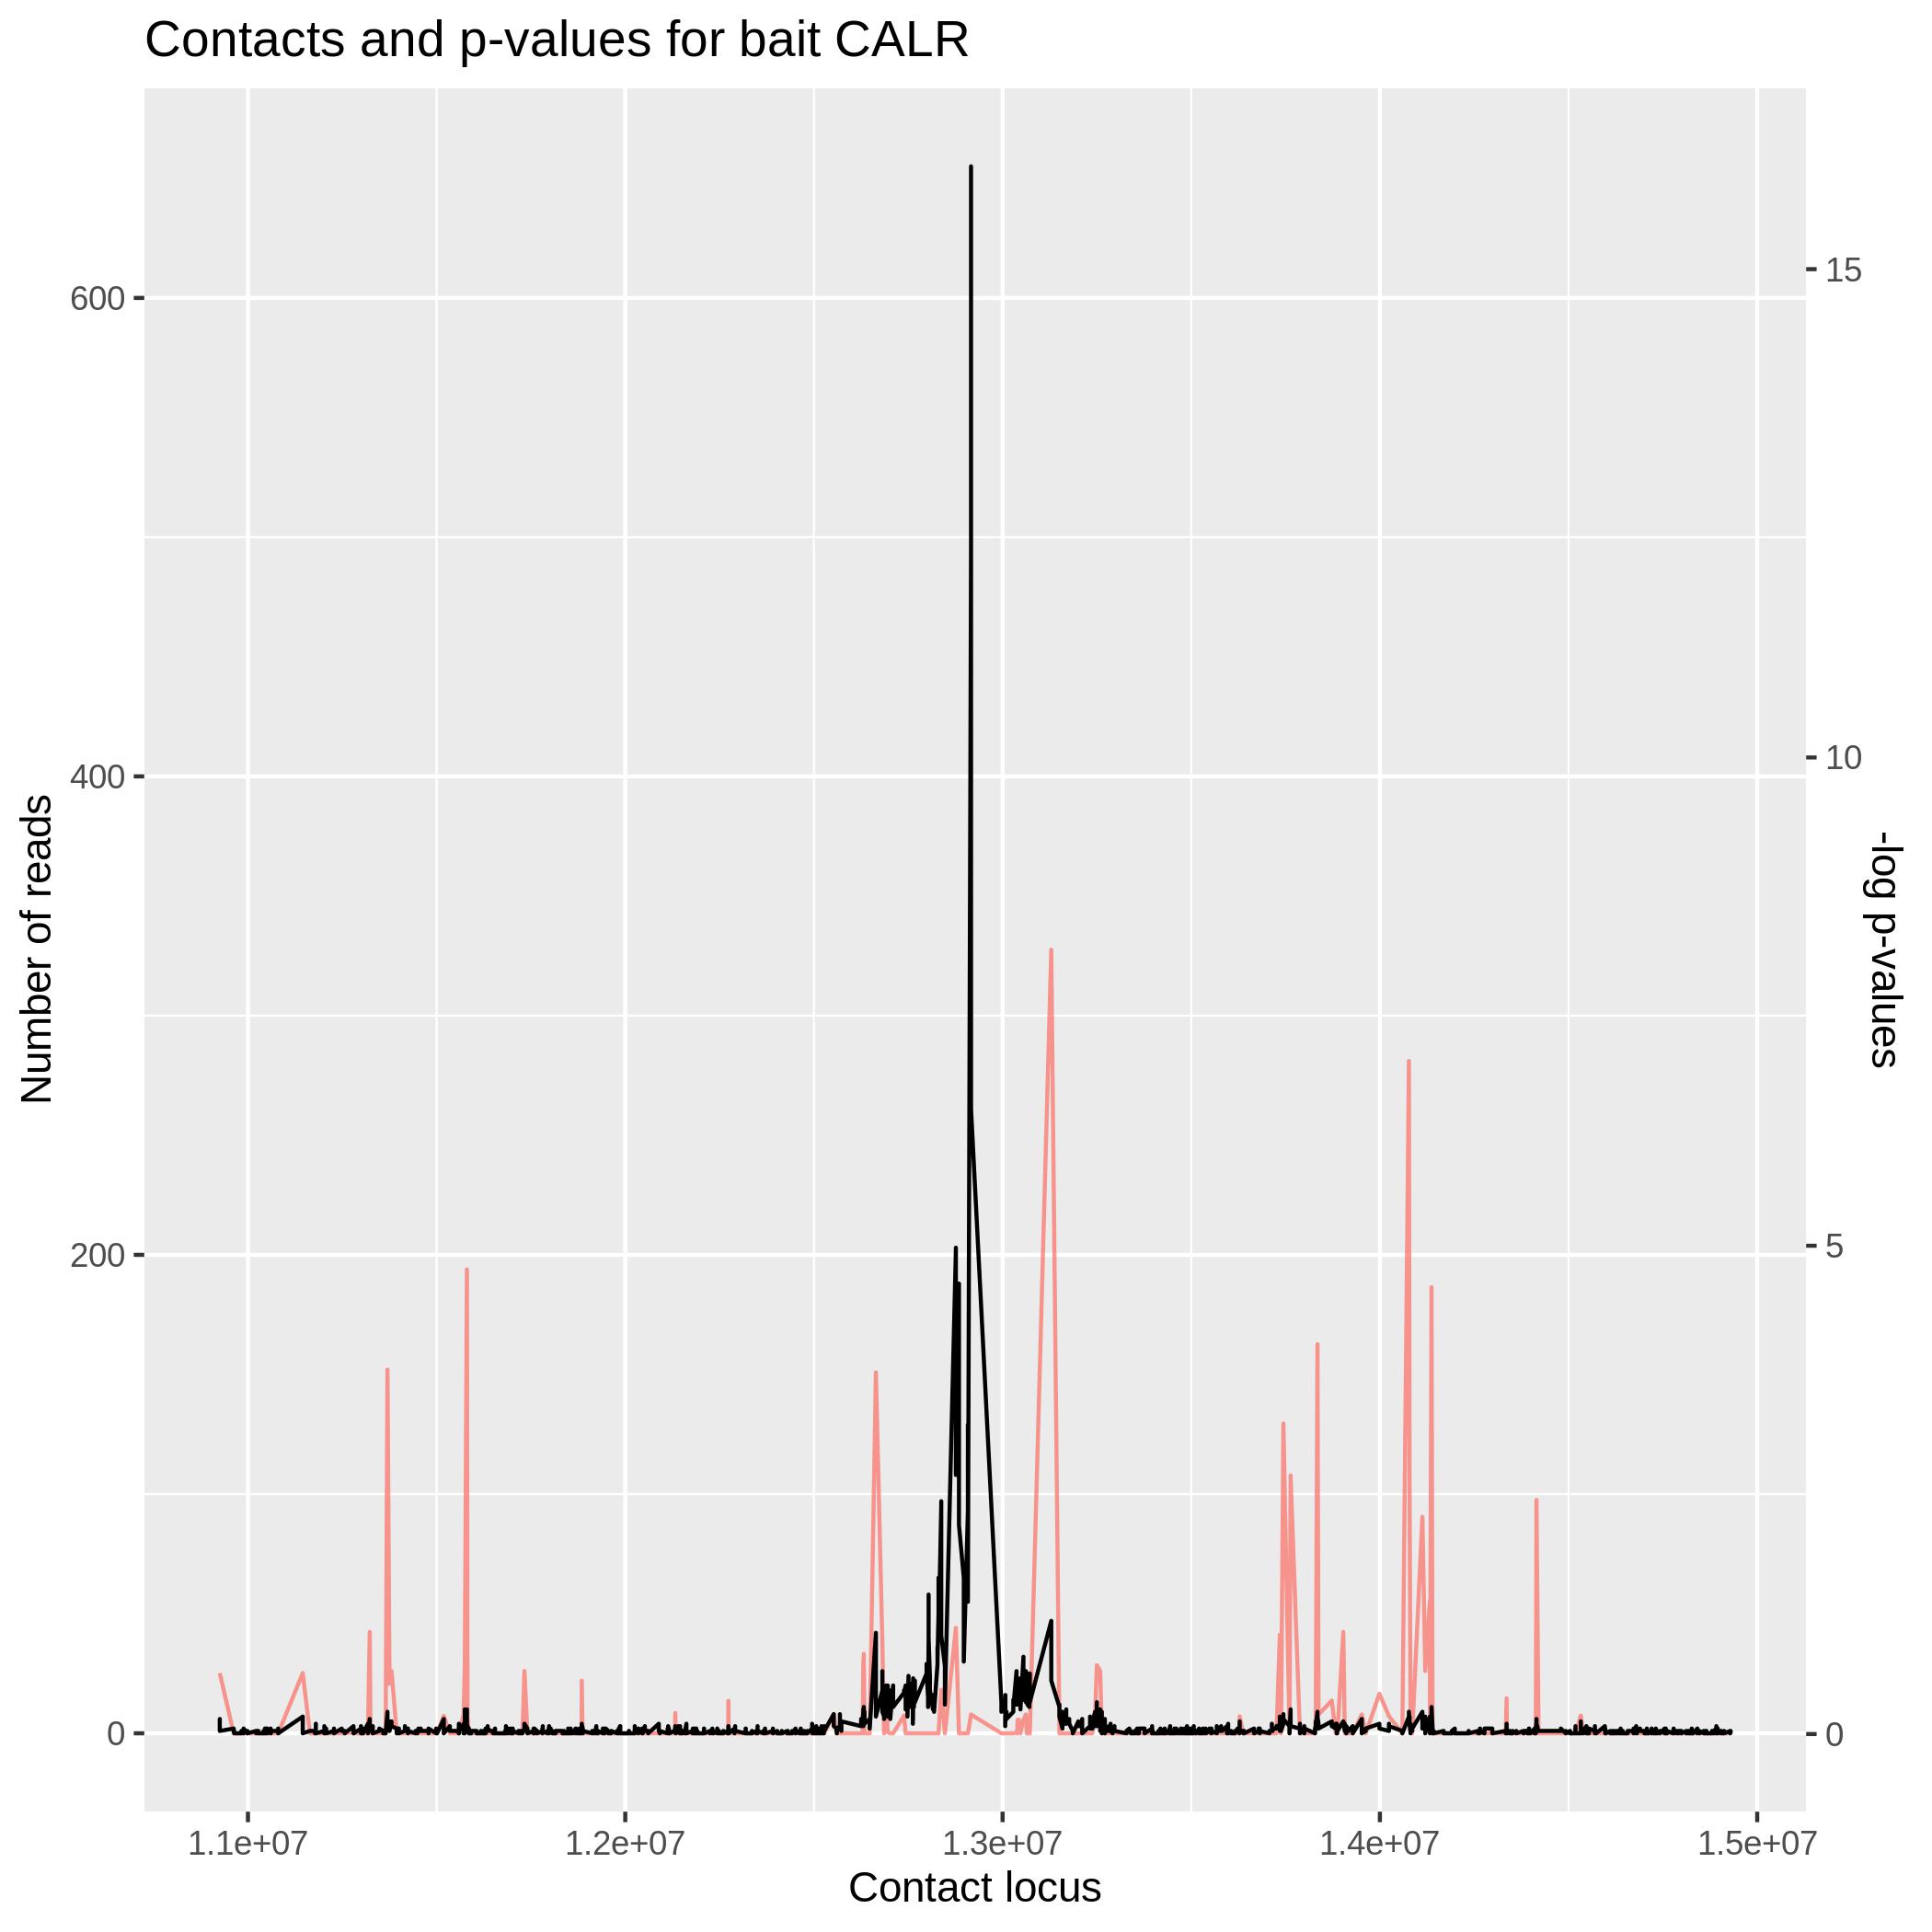 Contacts and p-values for bait CALR
Number of reads
600
400
200
0
15
10
5
0
-log p-values
1.1e+07
1.2e+07
1.3e+07
1.4e+07
1.5e+07
Contact locus